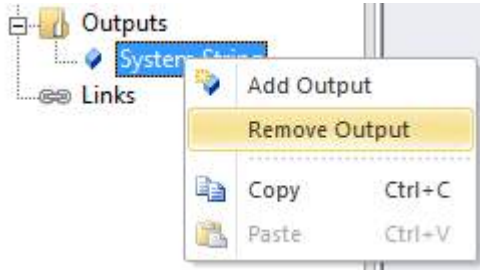 Outputs
System.String
Links
Add Output
Remove Output
Copy Ctrl+C
Paste Ctrl+V